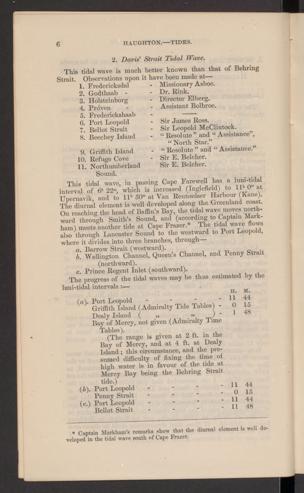 6 HAUGHTON.—TIDES.
2. Davis' Strait Tidal Wave.
This tidal wave is much better known than that of Behring
Strait. Observations upon it have been made at—
1. Frederickshdd - Missionary Asboe.
2. Godthaab - - Dr. Rink.
3. Holsteinborg - Director Elberg.
4. Pröven - - Assistant Bolbroe.
5. Frederickshaab - ——
6. Port Leopold - Sir James Ross.
7. Bellot Strait - Sir Leopold McClintock.
8. Beechey Island - "Resolute" and "Assistance",
"North Star."
9. Griffith Island - "Resolute" and "Assistance."
10. Refuge Cove - Sir E. Belcher.
11. Northumberland Sir E. Belcher.
Sound.
This tidal wave, in passing Cape Farewell has a luni-tidal
interval of 6h 22m, which is increased (Inglefield) to 11h 0m at
Upernavik, and to 11h 50m at Van Rensselaer Harbour (Kane).
The diurnal element is well developed along the Greenland coast.
On reaching the head of Baffin's Bay, the tidal wave moves north-
ward through Smith's Sound, and (according to Captain Mark-
ham) meets another tide at Cape Frazer.* The tidal wave flows
also through Lancaster Sound to the westward to Port Leopold,
where it divides into three branches, through—
a. Barrow Strait (westward).
b. Wellington Channel, Queen's Channel, and Penny Strait
(northward).
c. Prince Regent Inlet (southward).
The progress of the tidal waves may be thus estimated by the
luni-tidal intervals :—
H. M.
(a). Port Leopold - - - - 11 44
Griffith Island (Admiralty Tide Tables) - 0 15
Dealy Island ( " " ) - 1 48
Bay of Mercy, not given (Admiralty Time
Tables).
(The range is given at 2 ft. in the
Bay of Mercy, and at 4 ft. at Dealy
Island; this circumstance, and the pro-
fessed difficulty of fixing the time of
high water is in favour of the tide at
Mercy Bay being the Behring Strait
tide.)
(b). Port Leopold - - - - 11 44
Penny Strait - - - - 0 15
(c.) Port Leopold - - - - 11 44
Bellot Strait - - - - 11 48
* Captain Markham's remarks show that the diurnal element is well de-
veloped in the tidal wave south of Cape Frazer.